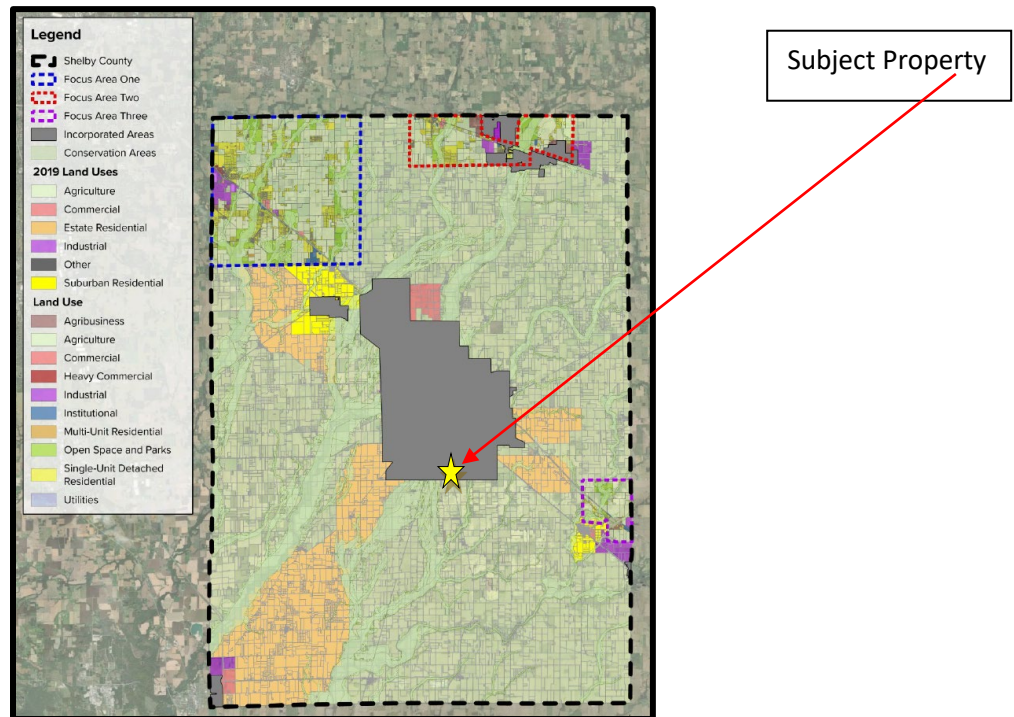 Legend
Shelby County
Focus Area One
Focus Area Two
Focus Area Three
Incorporated Areas
Conservation Areas
2019 Land Uses
Agriculture
Commercial
Estate Residential
Industrial
Other
Suburban Residential
Land Use
Agribusiness
Agriculture
Commercial
Heavy Commercial
Industrial
Institutional
Multi-Unit Residential
Open Space and Parks
Single-Unit Detached
Residential
Utilities
Subject Property